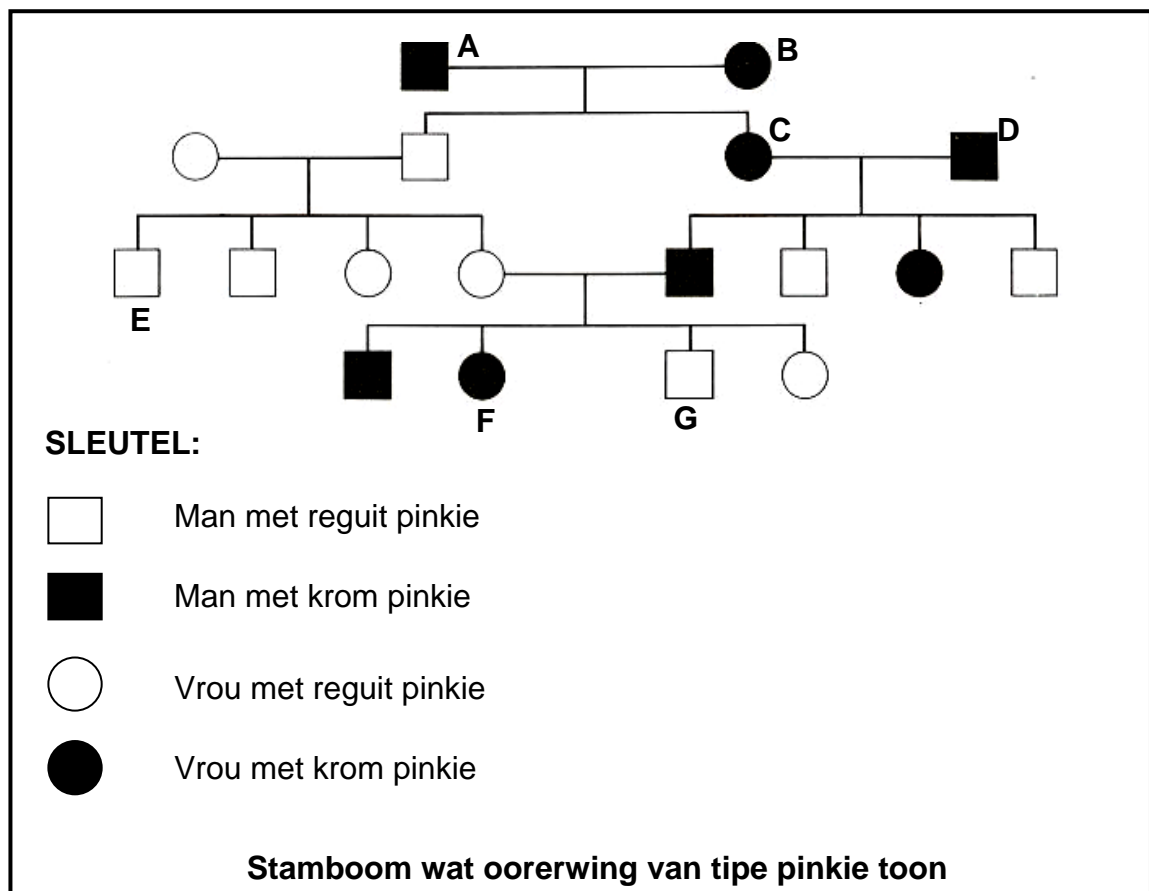 A B
C D
E
F G
SLEUTEL:
Man met reguit pinkie
Man met krom pinkie
Vrou met reguit pinkie
Vrou met krom pinkie
Stamboom wat oorerwing van tipe pinkie toon